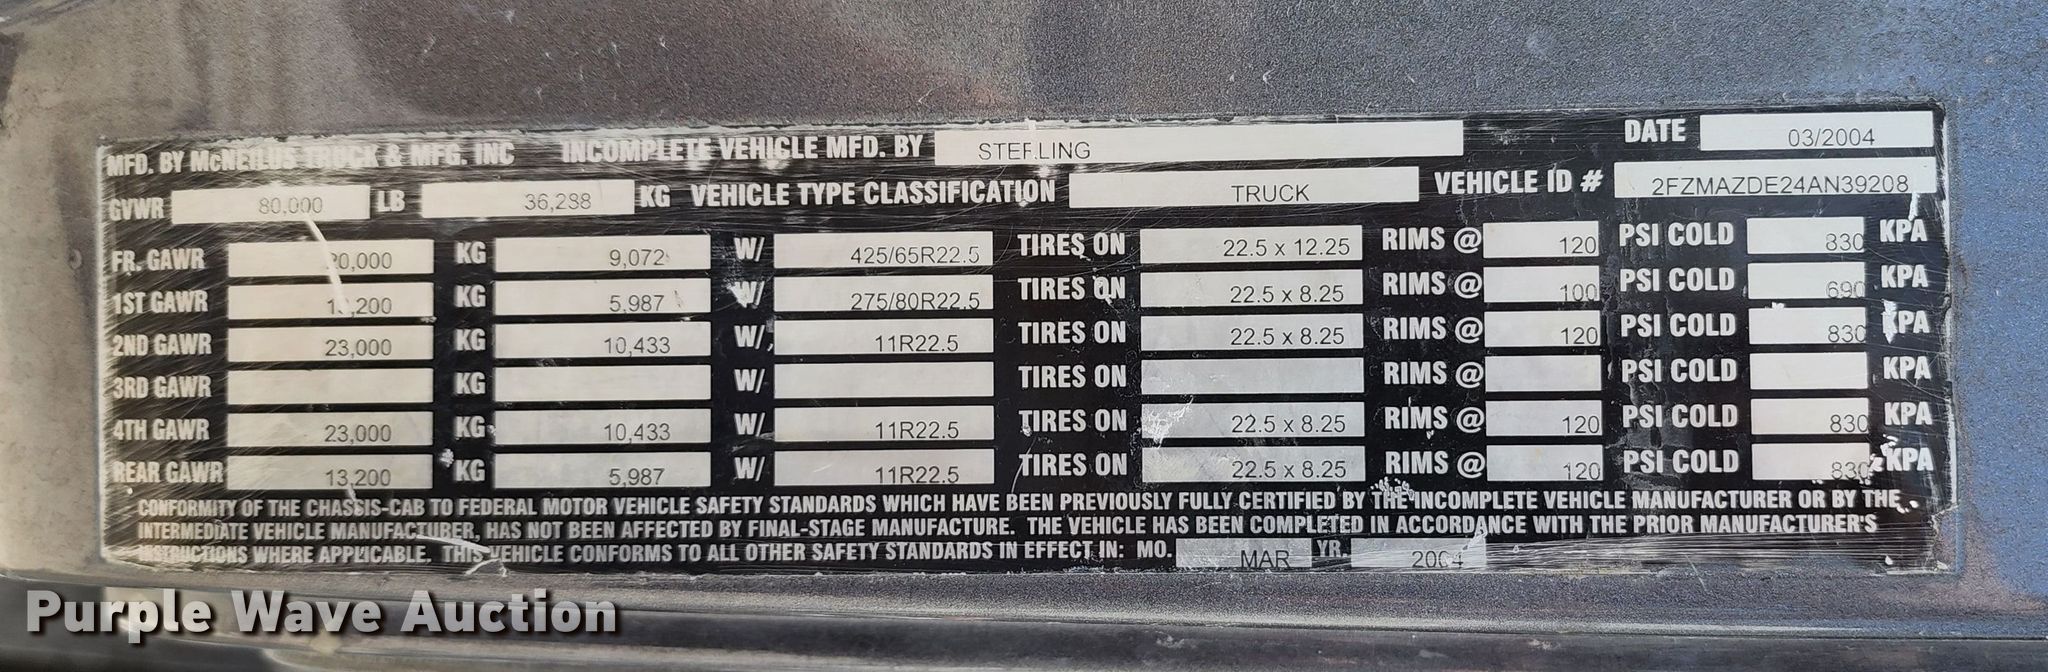 MFD. BY McNEILUS TRUCK & MFG. INC INCOMPLETE VEHICLE MFD. BY STERLING DATE 03/2004
GVWR 80,000 LB 36,288 KG VEHICLE TYPE CLASSIFICATION TRUCK VEHICLE ID # 2FZMAZDE24AN39208
FR. GAWR 20,000 KG 9,072 W/ 425/65R22.5 TIRES ON 22.5 x 12.25 RIMS @ 120 PSI COLD 830 KPA
1ST GAWR 13,200 KG 5,987 W/ 275/80R22.5 TIRES ON 22.5 x 8.25 RIMS @ 100 PSI COLD 690 KPA
2ND GAWR 23,000 KG 10,433 W/ 11R22.5 TIRES ON 22.5 x 8.25 RIMS @ 120 PSI COLD 830 KPA
3RD GAWR KG W/ TIRES ON RIMS @ PSI COLD KPA
4TH GAWR 23,000 KG 10,433 W/ 11R22.5 TIRES ON 22.5 x 8.25 RIMS @ 120 PSI COLD 830 KPA
REAR GAWR 13,200 KG 5,987 W/ 11R22.5 TIRES ON 22.5 x 8.25 RIMS @ 120 PSI COLD 830 KPA
CONFORMITY OF THE CHASSIS-CAB TO FEDERAL MOTOR VEHICLE SAFETY STANDARDS WHICH HAVE BEEN PREVIOUSLY FULLY CERTIFIED BY THE INCOMPLETE VEHICLE MANUFACTURER OR BY THE
INTERMEDIATE VEHICLE MANUFACTURER, HAS NOT BEEN AFFECTED BY FINAL-STAGE MANUFACTURE. THE VEHICLE HAS BEEN COMPLETED IN ACCORDANCE WITH THE PRIOR MANUFACTURER'S
INSTRUCTIONS WHERE APPLICABLE. THIS VEHICLE CONFORMS TO ALL OTHER SAFETY STANDARDS IN EFFECT IN: MO. MAR YR. 2004
Purple Wave Auction